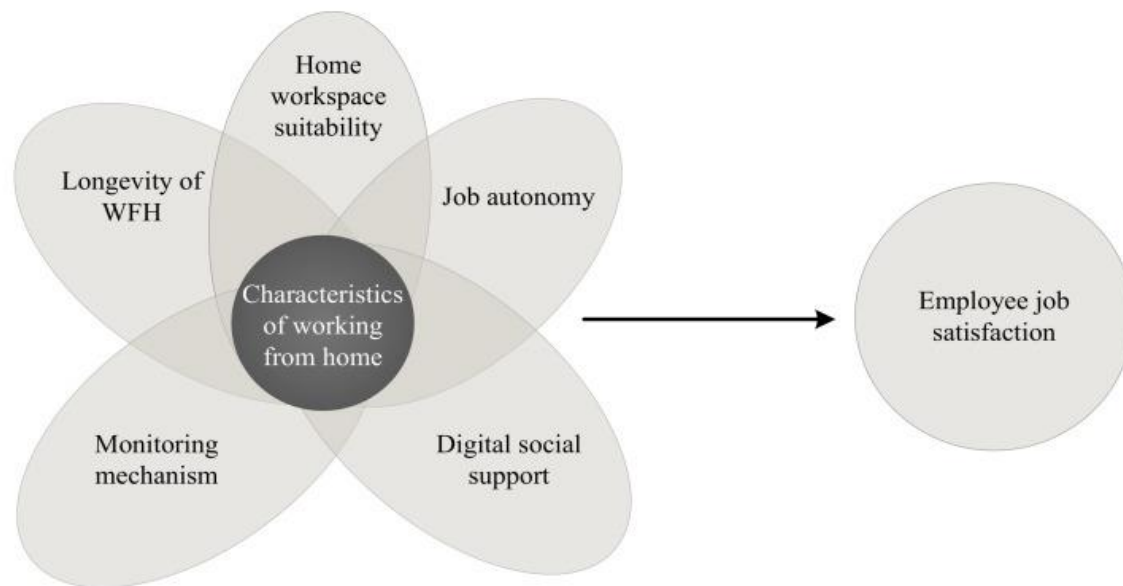 Home
workspace
suitability
Longevity of
WFH
Job autonomy
Characteristics
of working
from home
Employee job
satisfaction
Monitoring
mechanism
Digital social
support